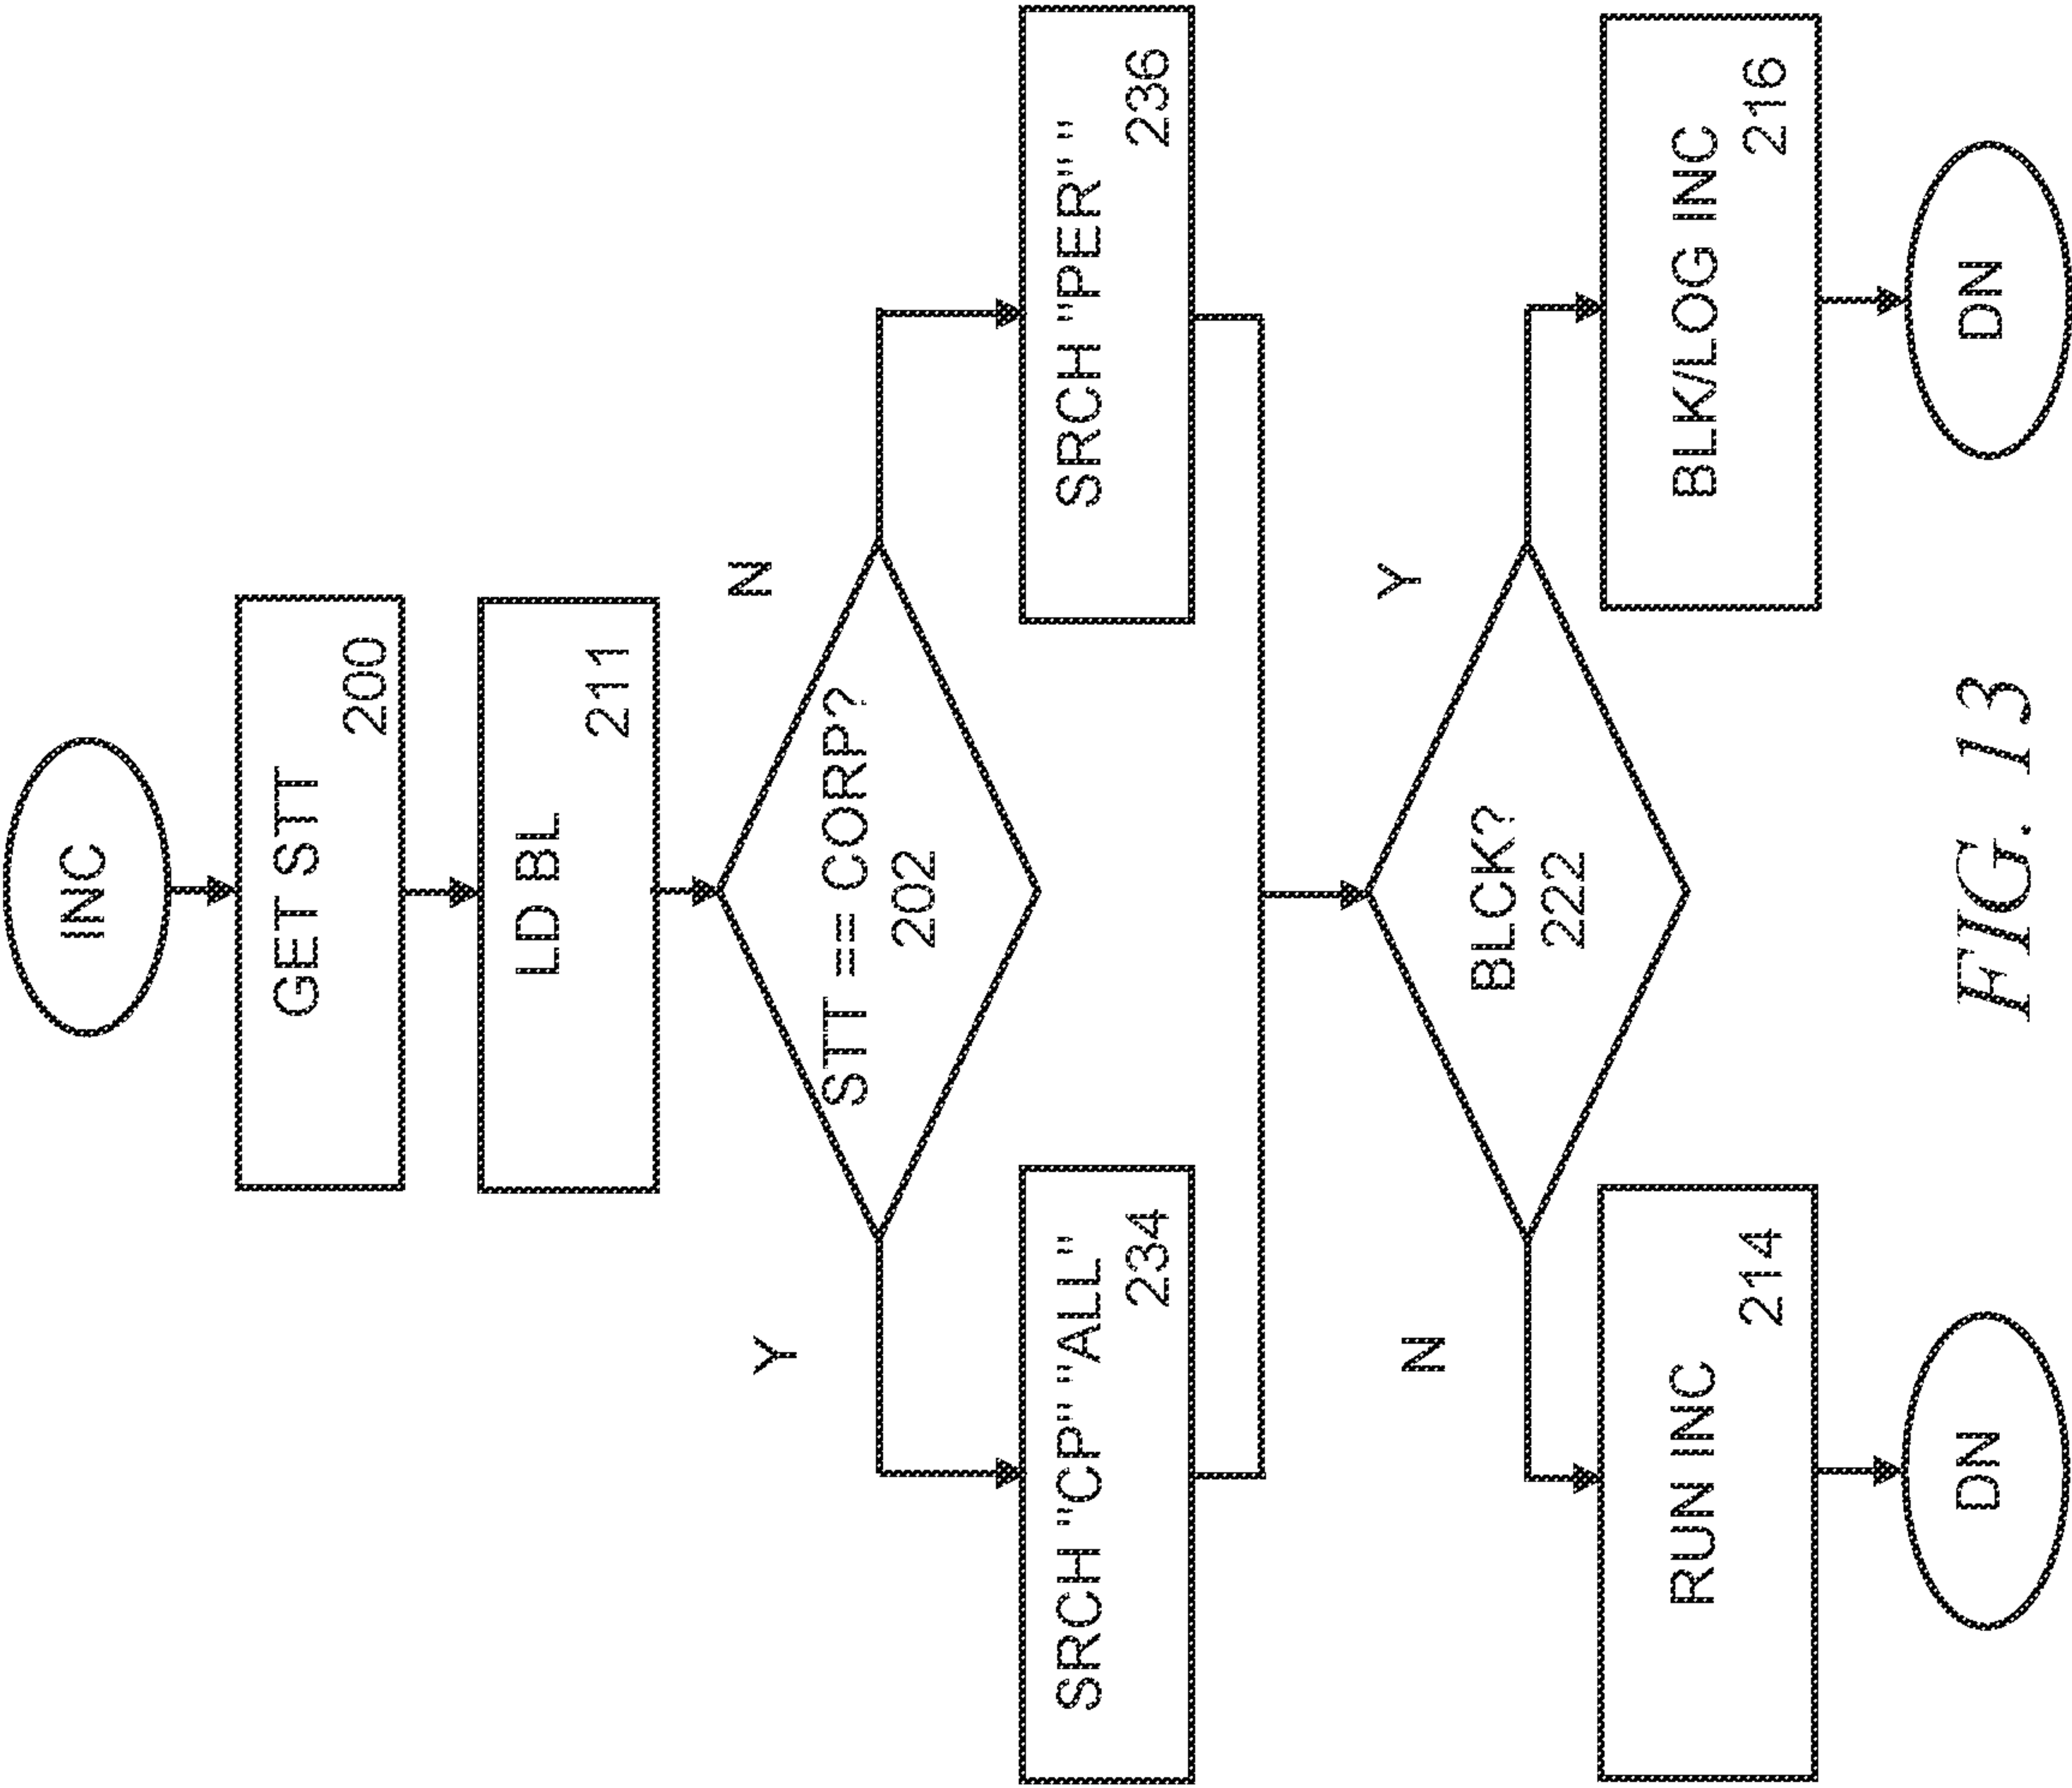 INC
GET STT
200
LD BL
211
STT == CORP?
202
Y
N
SRCH "CP" "ALL"
234
SRCH "PER"
236
BLCK?
222
N
Y
RUN INC
214
BLK/LOG INC
216
DN
DN
FIG. 13